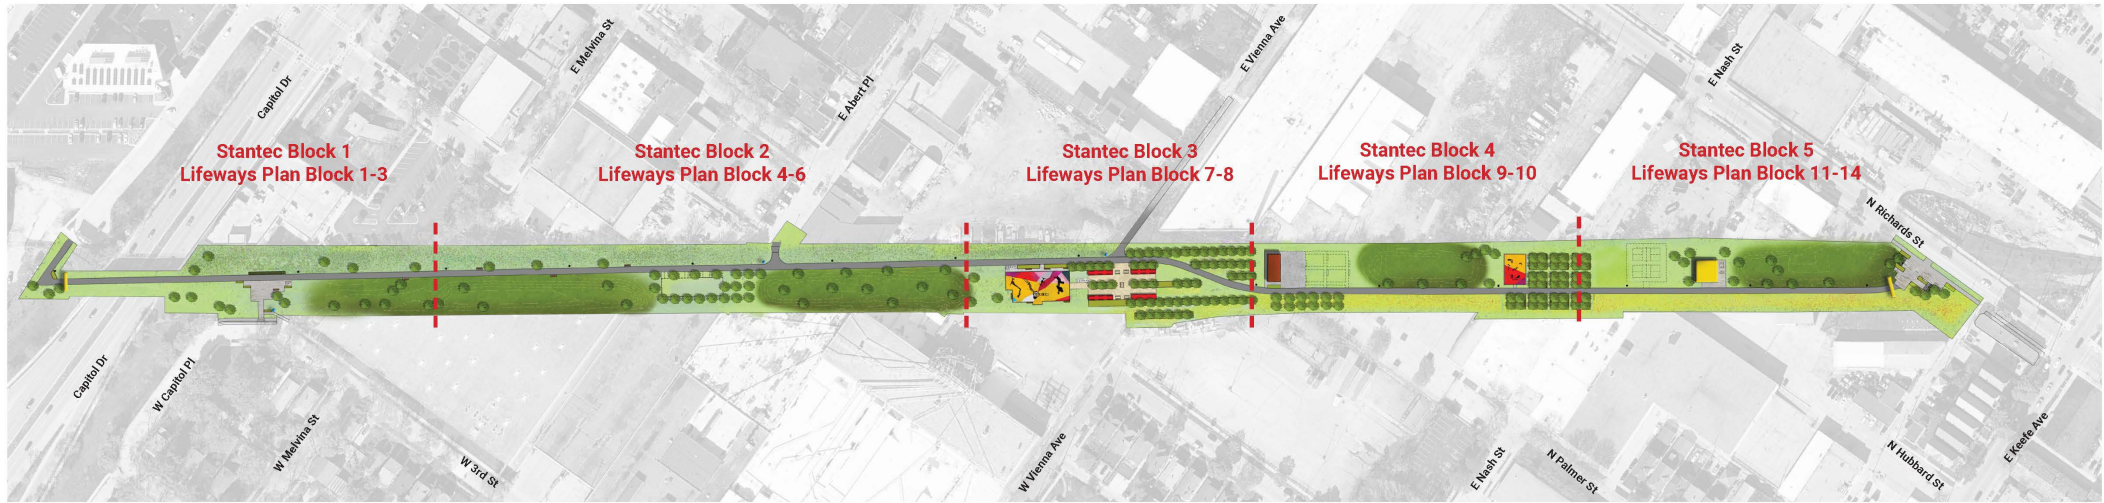 E Melvina St
E Vienna Ave
E Nash St
Capitol Dr
E Abert Pl
Stantec Block 1
Lifeways Plan Block 1-3
Stantec Block 2
Lifeways Plan Block 4-6
Stantec Block 3
Lifeways Plan Block 7-8
Stantec Block 4
Lifeways Plan Block 9-10
Stantec Block 5
Lifeways Plan Block 11-14
N Richards St
Capitol Dr
W Capitol Pl
W Melvina St
W 3rd St
W Vienna Ave
E Nash St
N Palmer St
N Hubbard St
E Keefe Ave